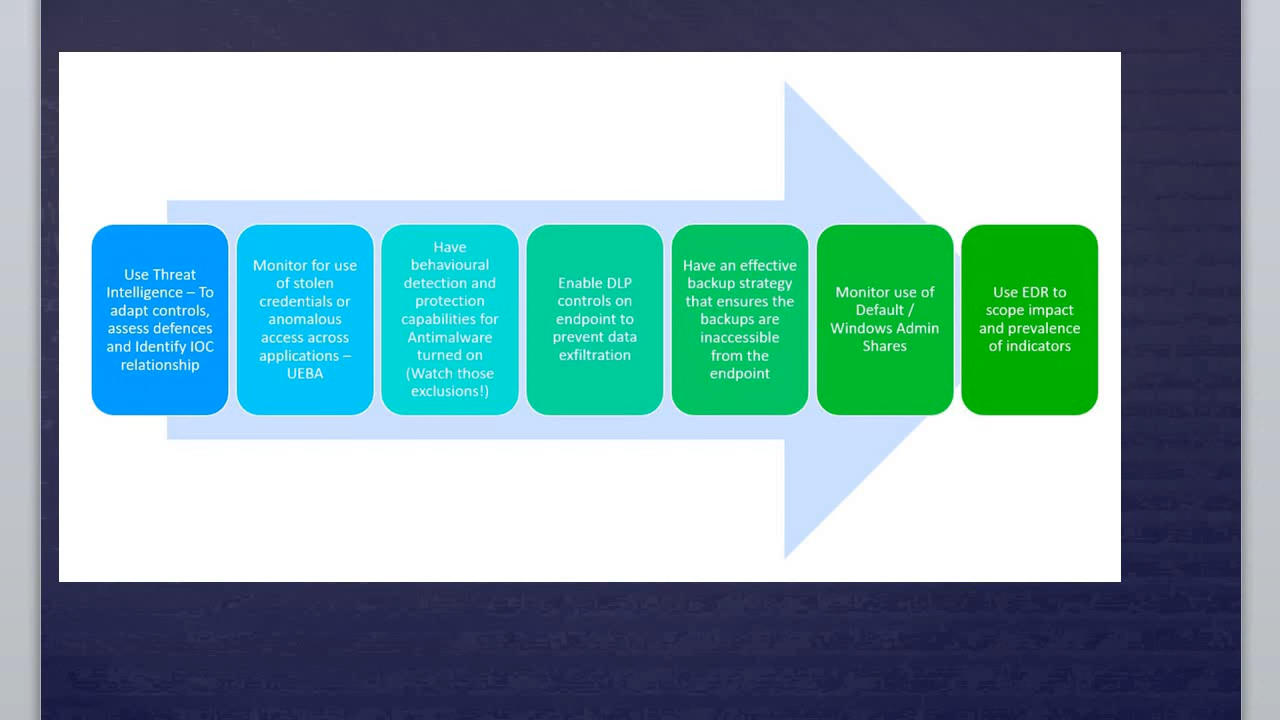 Use Threat
Intelligence – To
adapt controls,
assess defences
and Identify IOC
relationship
Monitor for use
of stolen
credentials or
anomalous
access across
applications –
UEBA
Have
behavioural
detection and
protection
capabilities for
Antimalware
turned on
(Watch those
exclusions!)
Enable DLP
controls on
endpoint to
prevent data
exfiltration
Have an effective
backup strategy
that ensures the
backups are
inaccessible
from the
endpoint
Monitor use of
Default /
Windows Admin
Shares
Use EDR to
scope impact
and prevalence
of indicators